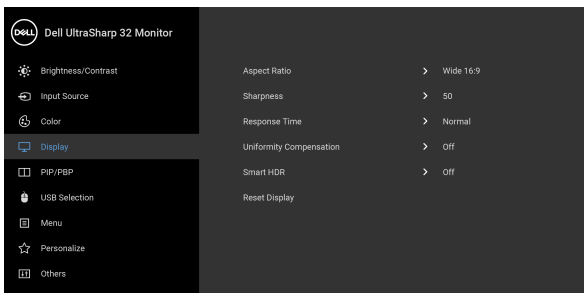 DELL Dell UltraSharp 32 Monitor
Brightness/Contrast
Aspect Ratio Wide 16:9
Input Source
Sharpness 50
Color
Response Time Normal
Display
Uniformity Compensation Off
PIP/PBP
Smart HDR Off
USB Selection
Reset Display
Menu
Personalize
Others